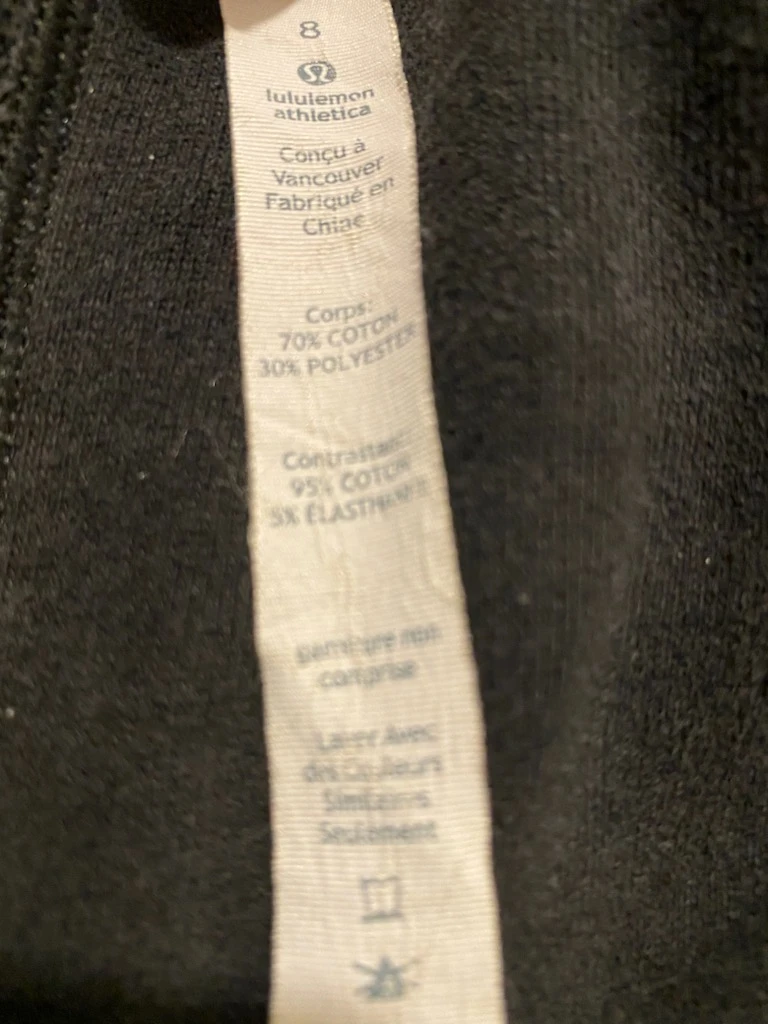 8
lululemon
athletica
Conçu à
Vancouver
Fabriqué en
Chine
Corps:
70% COTON
30% POLYESTER
Contrastant:
95% COTON
5% ÉLASTHANNE
garniture non
comprise
Laver Avec
des Couleurs
Similaires
Seulement